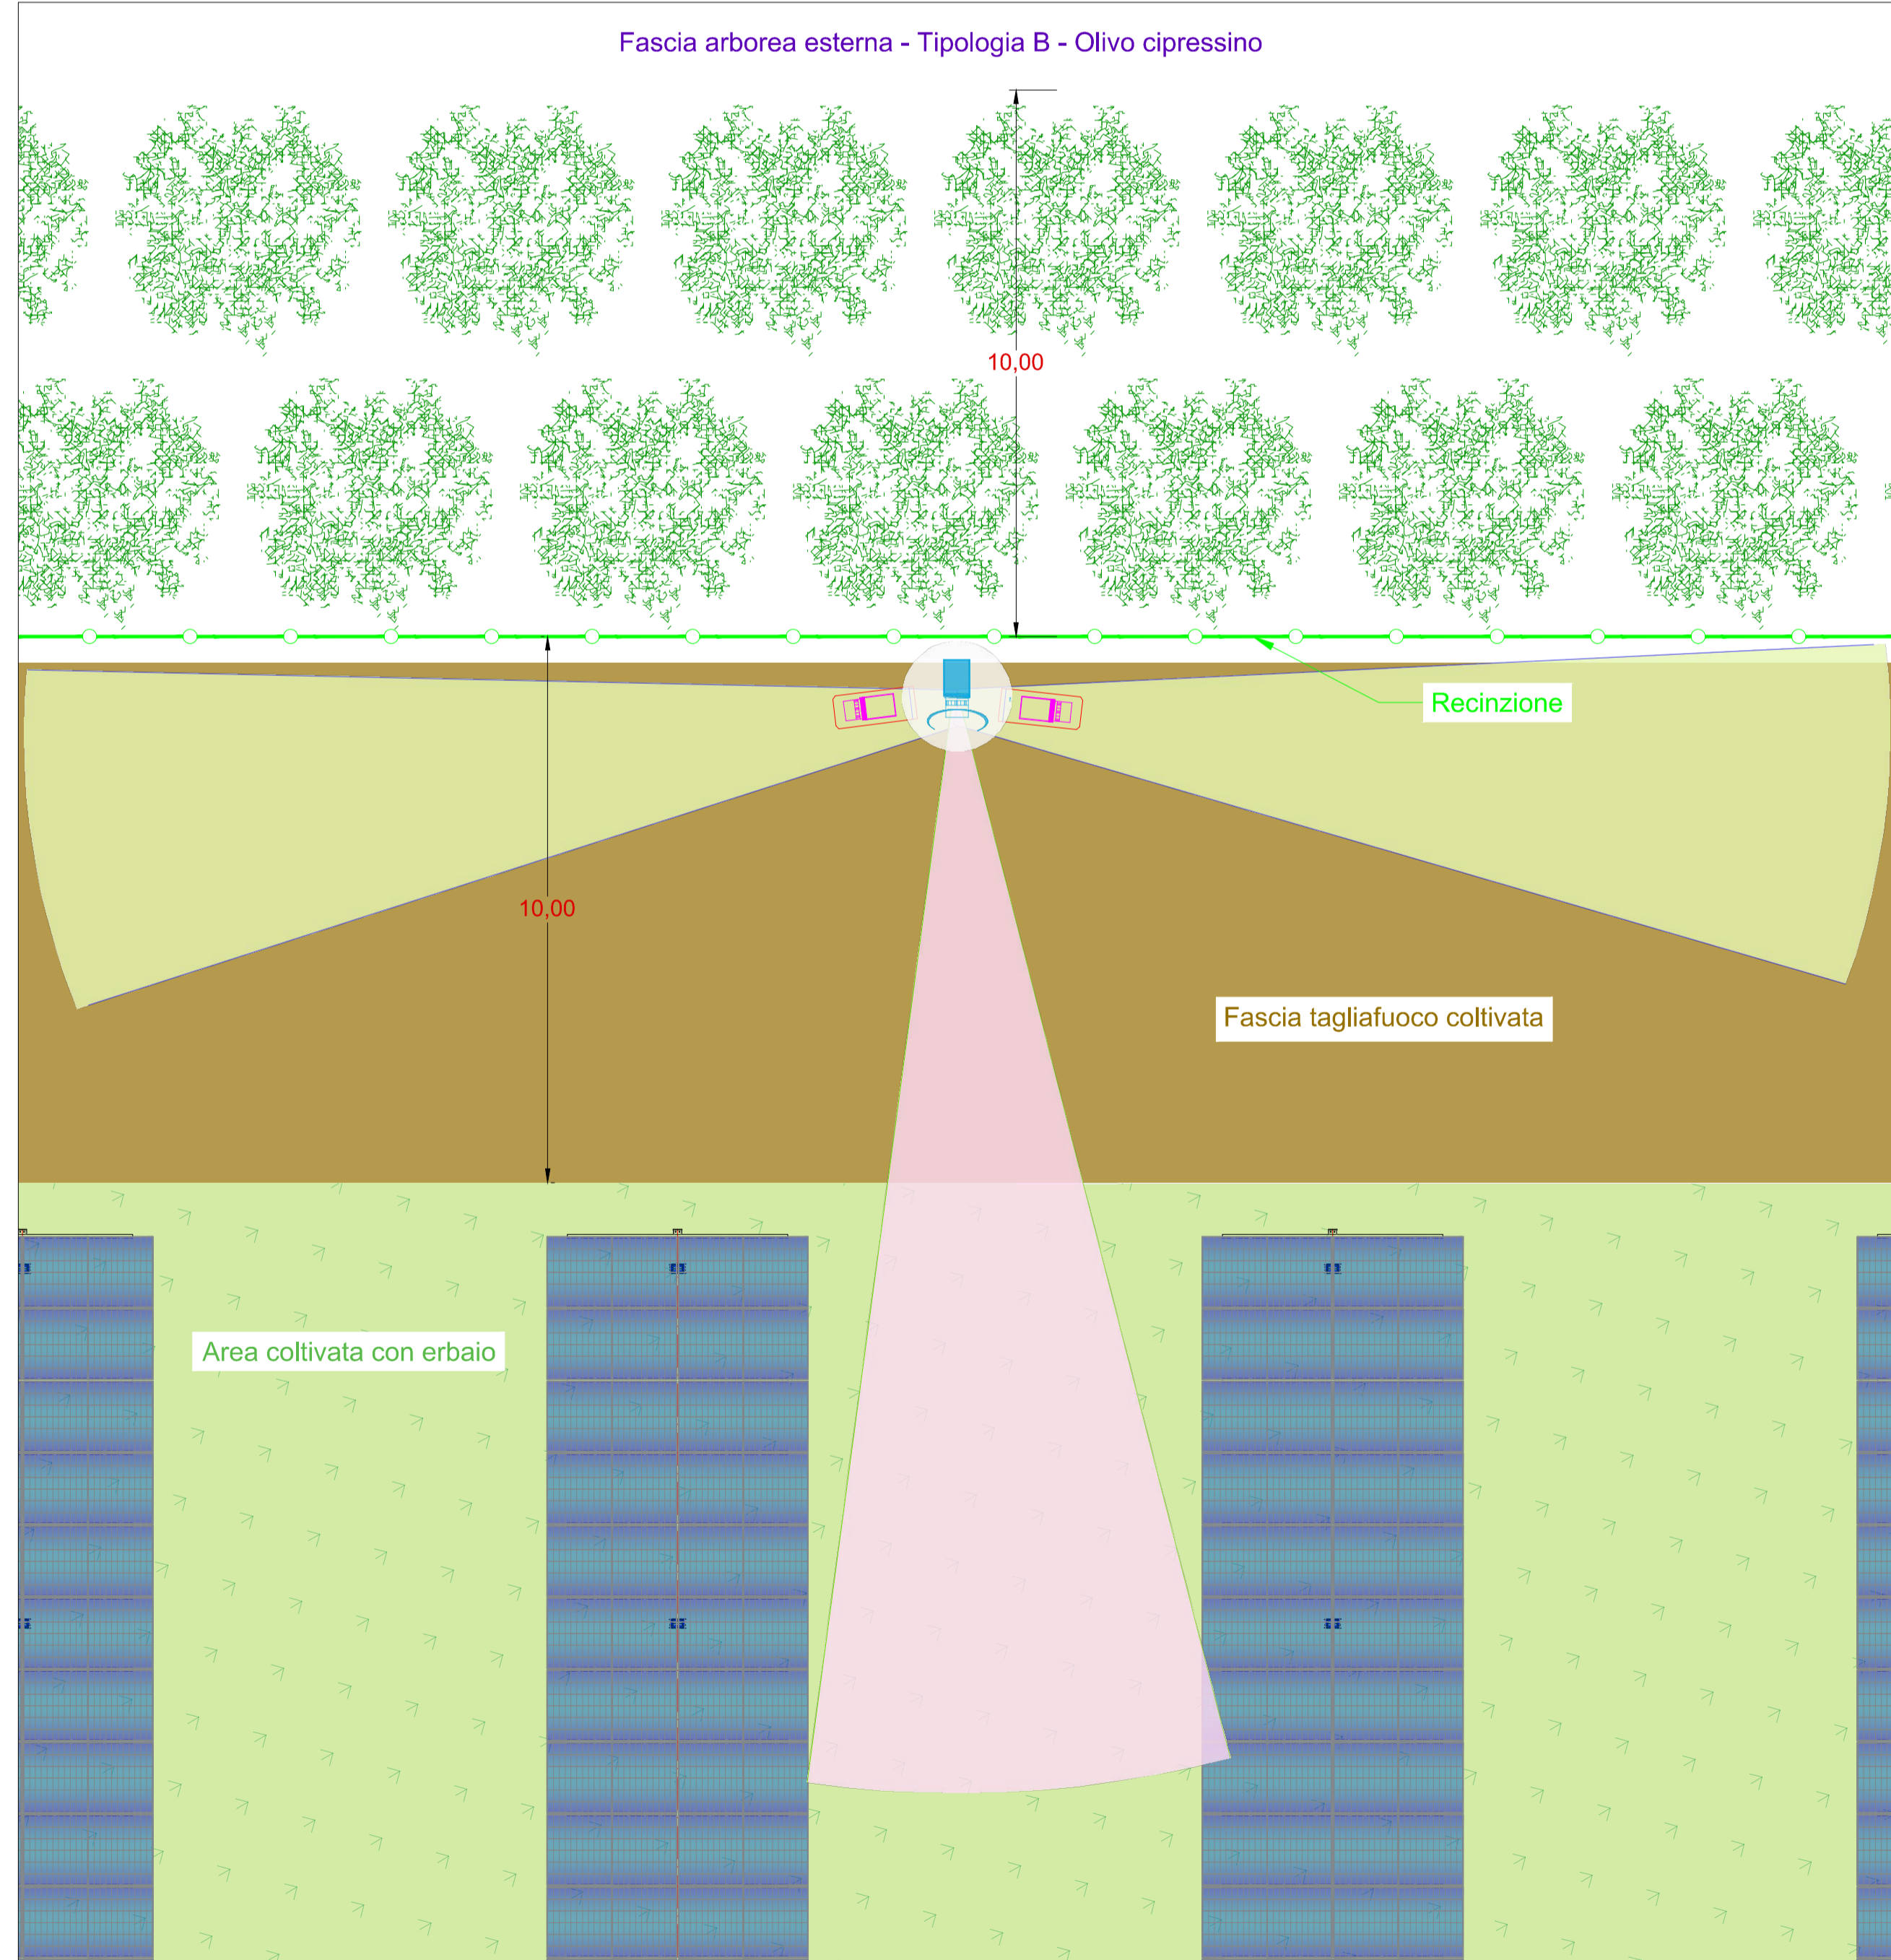 Fascia arborea esterna - Tipologia B - Olivo cipressino
10,00
Recinzione
10,00
Fascia tagliafuoco coltivata
Area coltivata con erbaio